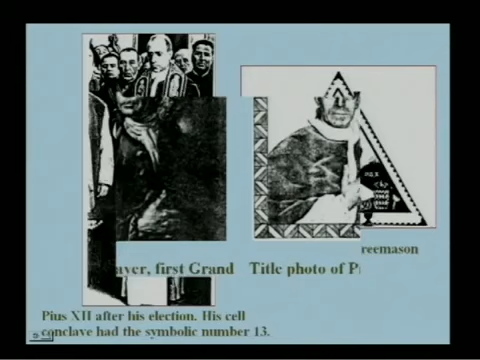 reemason
ayer, first Grand Title photo of P
Pius XII after his election. His cell
conclave had the symbolic number 13.